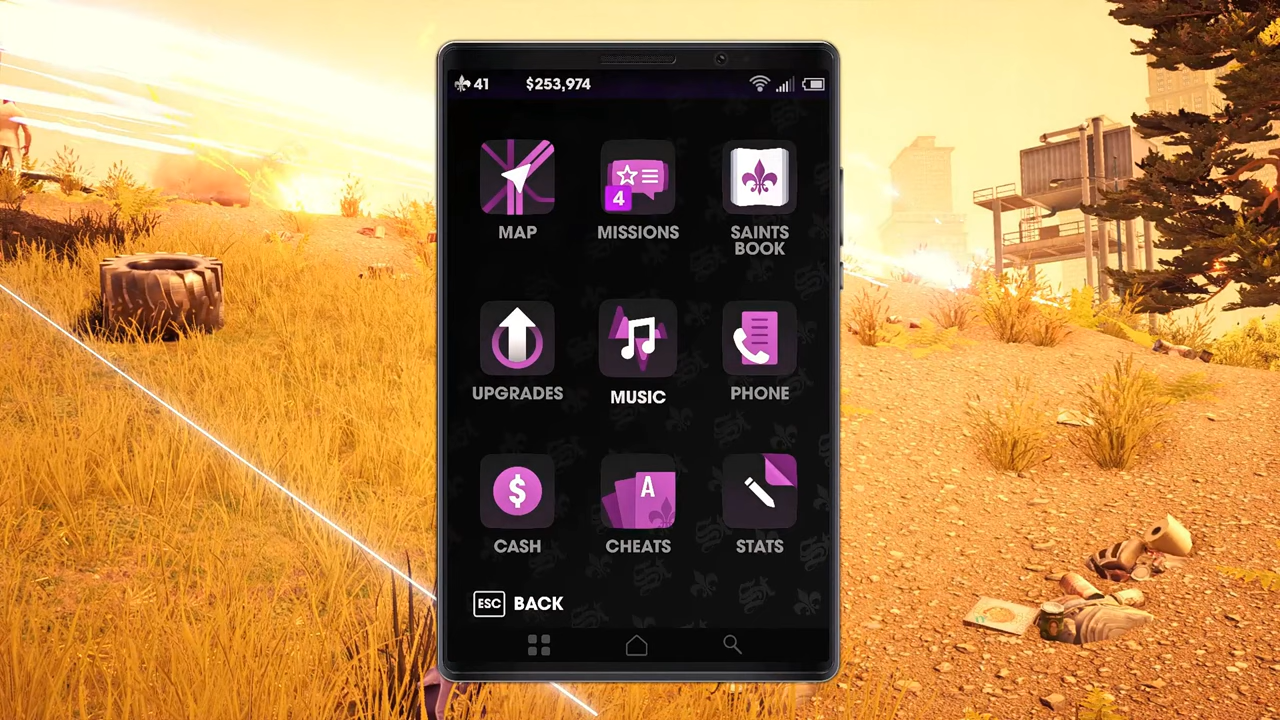 41 $253,974
MAP
4
MISSIONS
SAINTS
BOOK
UPGRADES
MUSIC
PHONE
$
CASH
A
CHEATS
STATS
ESC BACK